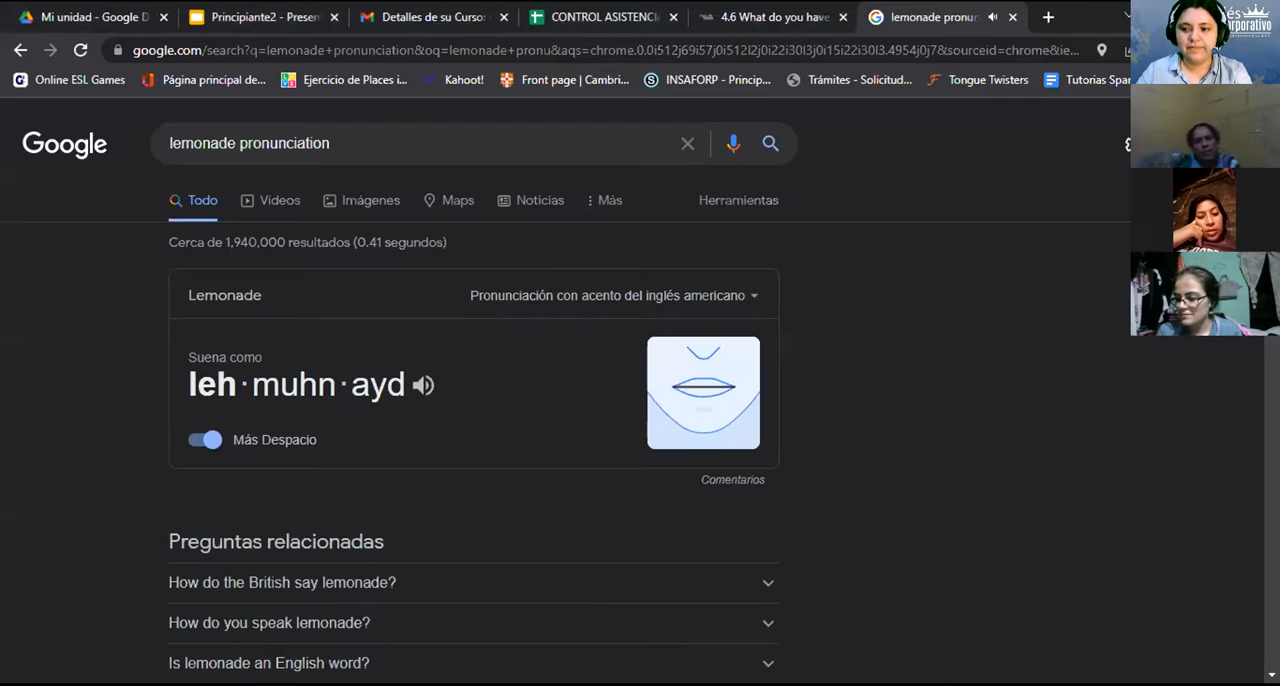 Mi unidad - Google D
Principiante2 - Present
Detalles de su Curso:
CONTROL ASISTENCIA
4.6 What do you have
lemonade pronun
google.com/search?q=lemonade+pronunciation&oq=lemonade+pronu&aqs=chrome.0.0i512j69i57j0i512l2j0i22i30l3j0i15i22i30l3.4954j0j7&sourceid=chrome&ie...
Online ESL Games
Página principal de...
Ejercicio de Places i...
Kahoot!
Front page | Cambri...
INSAFORP - Princip...
Trámites - Solicitud...
Tongue Twisters
Tutorias Span
Google
lemonade pronunciation
Todo
Videos
Imágenes
Maps
Noticias
Más
Herramientas
Cerca de 1,940,000 resultados (0.41 segundos)
Lemonade
Pronunciación con acento del inglés americano
Suena como
leh·muhn·ayd
Más Despacio
Comentarios
Preguntas relacionadas
How do the British say lemonade?
How do you speak lemonade?
Is lemonade an English word?